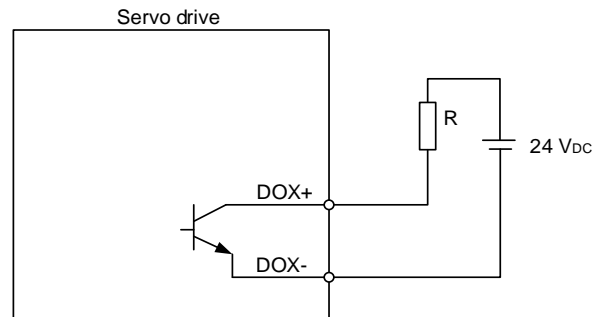 Servo drive
R
24 VDC
DOX+
DOX-